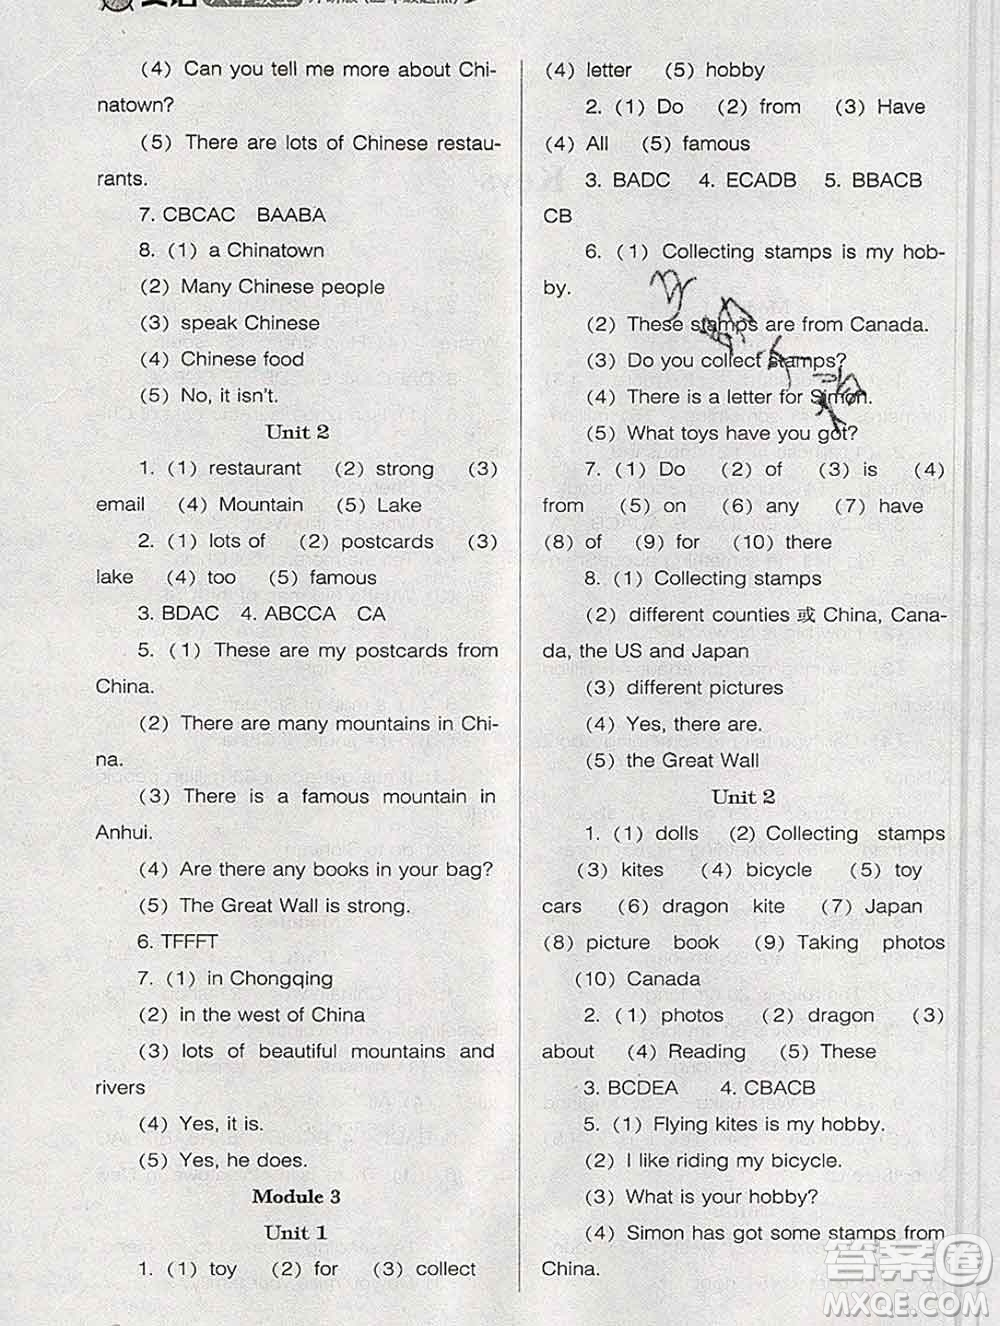 (4) Can you tell me more about Chi-
natown?
(5) There are lots of Chinese restau-
rants.
7. CBCAC BAABA
8. (1) a Chinatown
(2) Many Chinese people
(3) speak Chinese
(4) Chinese food
(5) No, it isn't.
Unit 2
1. (1) restaurant (2) strong (3)
email (4) Mountain (5) Lake
2. (1) lots of (2) postcards (3)
lake (4) too (5) famous
3. BDAC 4. ABCCA CA
5. (1) These are my postcards from
China.
(2) There are many mountains in Chi-
na.
(3) There is a famous mountain in
Anhui.
(4) Are there any books in your bag?
(5) The Great Wall is strong.
6. TFFFT
7. (1) in Chongqing
(2) in the west of China
(3) lots of beautiful mountains and
rivers
(4) Yes, it is.
(5) Yes, he does.
Module 3
Unit 1
1. (1) toy (2) for (3) collect
(4) letter (5) hobby
2. (1) Do (2) from (3) Have
(4) All (5) famous
3. BADC 4. ECADB 5. BBACB
CB
6. (1) Collecting stamps is my hob-
by.
(2) These stamps are from Canada.
(3) Do you collect stamps?
(4) There is a letter for Simon.
(5) What toys have you got?
7. (1) Do (2) of (3) is (4)
from (5) on (6) any (7) have
(8) of (9) for (10) there
8. (1) Collecting stamps
(2) different counties 或 China, Cana-
da, the US and Japan
(3) different pictures
(4) Yes, there are.
(5) the Great Wall
Unit 2
1. (1) dolls (2) Collecting stamps
(3) kites (4) bicycle (5) toy
cars (6) dragon kite (7) Japan
(8) picture book (9) Taking photos
(10) Canada
2. (1) photos (2) dragon (3)
about (4) Reading (5) These
3. BCDEA 4. CBACB
5. (1) Flying kites is my hobby.
(2) I like riding my bicycle.
(3) What is your hobby?
(4) Simon has got some stamps from
China.
答案圈
MXQE.COM